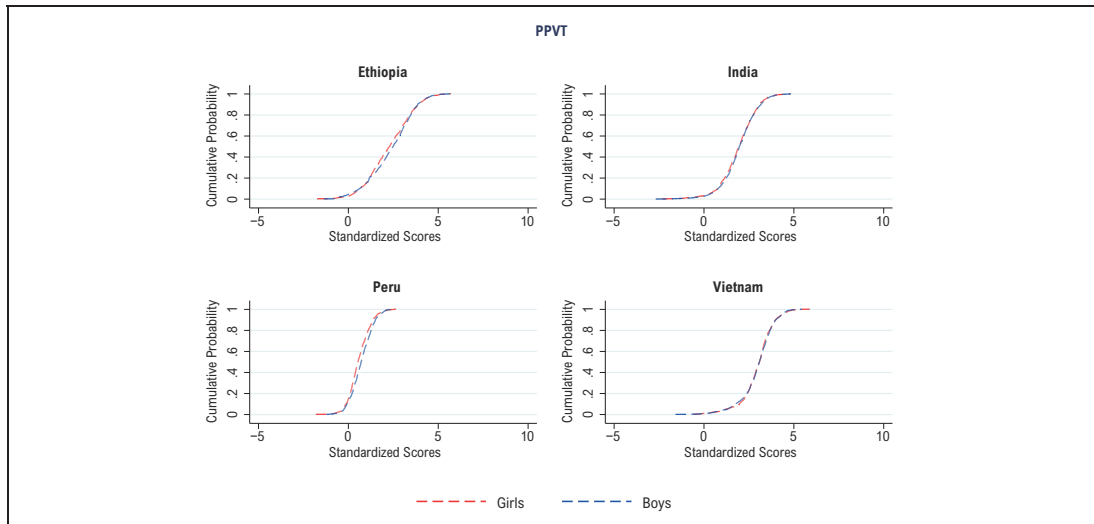 PPVT
Ethiopia
Cumulative Probability
0 .2 .4 .6 .8 1
–5 0 5 10
Standardized Scores
India
Cumulative Probability
0 .2 .4 .6 .8 1
–5 0 5 10
Standardized Scores
Peru
Cumulative Probability
0 .2 .4 .6 .8 1
–5 0 5 10
Standardized Scores
Vietnam
Cumulative Probability
0 .2 .4 .6 .8 1
–5 0 5 10
Standardized Scores
Girls Boys